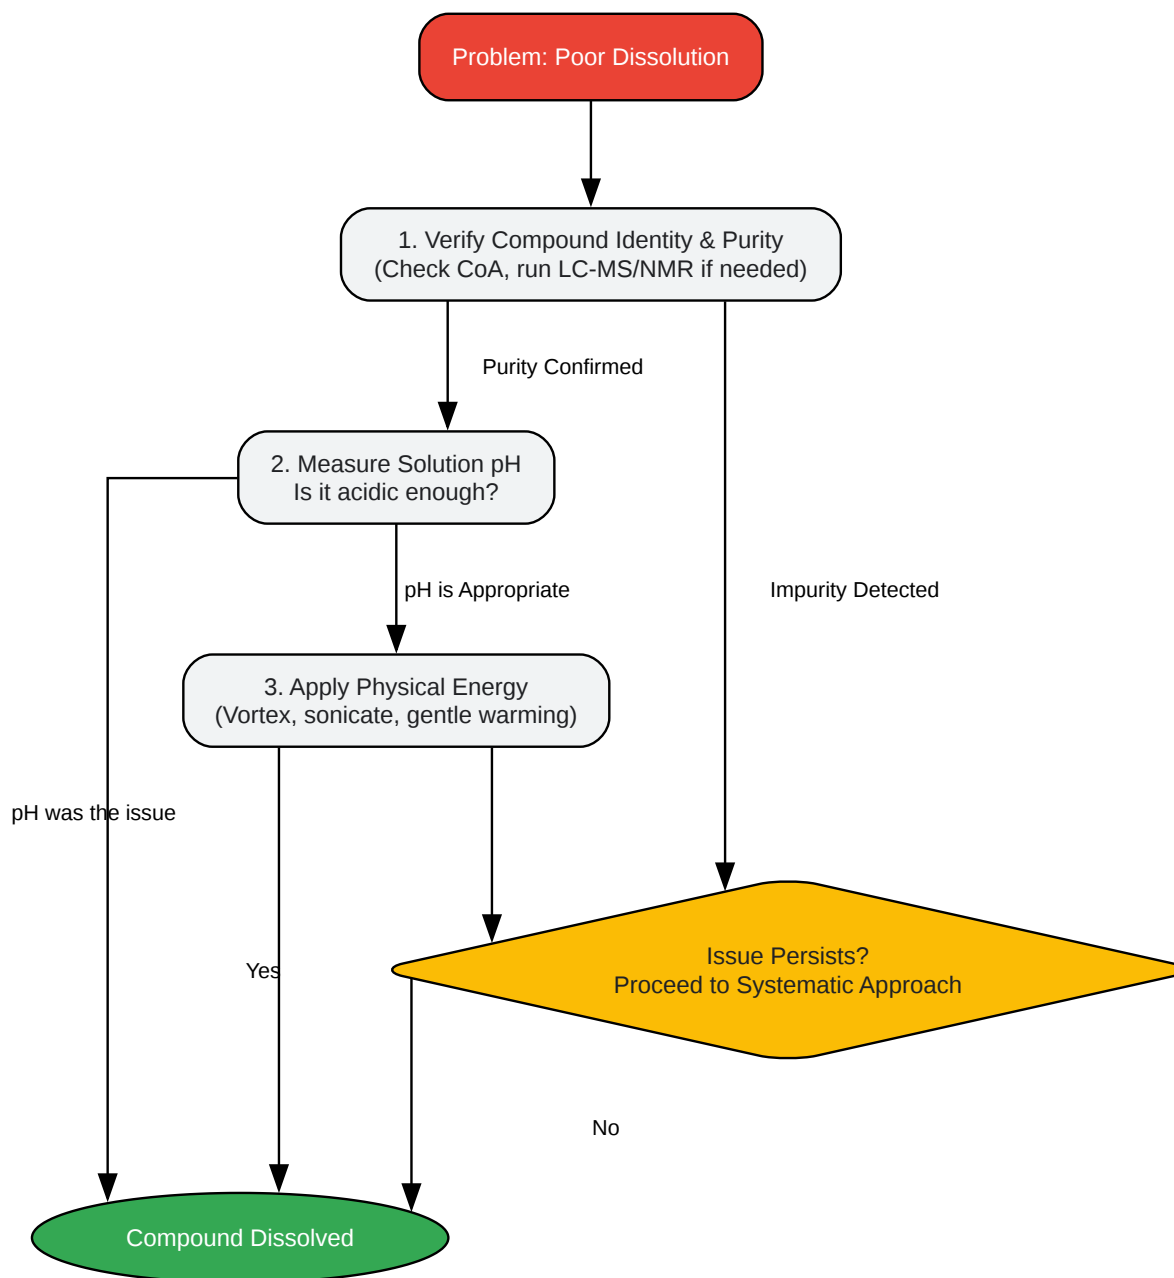 Problem: Poor Dissolution
1. Verify Compound Identity & Purity
(Check CoA, run LC-MS/NMR if needed)
Purity Confirmed
2. Measure Solution pH
Is it acidic enough?
pH is Appropriate
Impurity Detected
3. Apply Physical Energy
(Vortex, sonicate, gentle warming)
pH was the issue
Issue Persists?
Yes
Proceed to Systematic Approach
No
Compound Dissolved